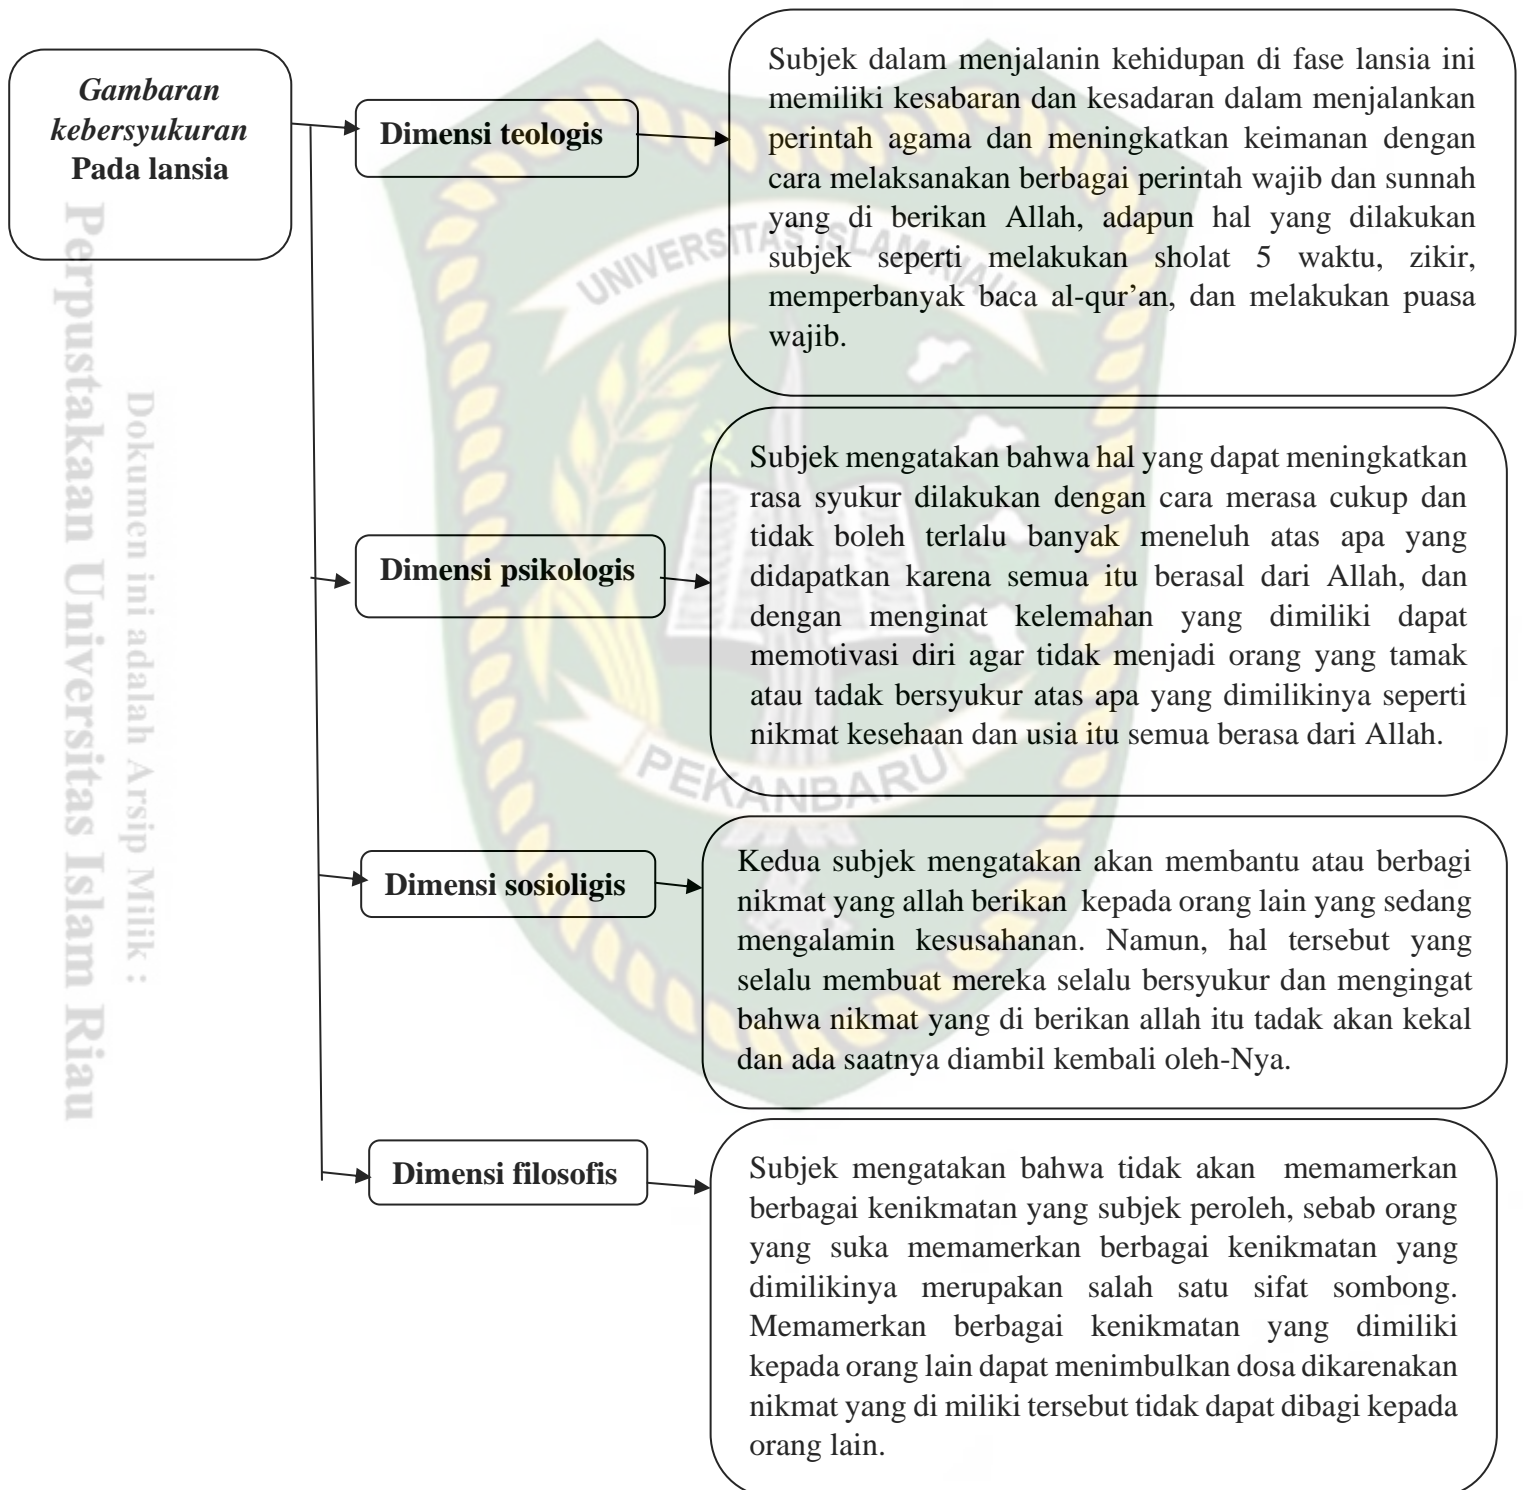 Gambaran
kebersyukuran
Pada lansia
Dimensi teologis
Subjek dalam menjalanin kehidupan di fase lansia ini
memiliki kesabaran dan kesadaran dalam menjalankan
perintah agama dan meningkatkan keimanan dengan
cara melaksanakan berbagai perintah wajib dan sunnah
yang di berikan Allah, adapun hal yang dilakukan
subjek seperti melakukan sholat 5 waktu, zikir,
memperbanyak baca al-qur’an, dan melakukan puasa
wajib.
Dimensi psikologis
Subjek mengatakan bahwa hal yang dapat meningkatkan
rasa syukur dilakukan dengan cara merasa cukup dan
tidak boleh terlalu banyak meneluh atas apa yang
didapatkan karena semua itu berasal dari Allah, dan
dengan menginat kelemahan yang dimiliki dapat
memotivasi diri agar tidak menjadi orang yang tamak
atau tadak bersyukur atas apa yang dimilikinya seperti
nikmat kesehaan dan usia itu semua berasa dari Allah.
Dimensi sosioligis
Kedua subjek mengatakan akan membantu atau berbagi
nikmat yang allah berikan kepada orang lain yang sedang
mengalamin kesusahanan. Namun, hal tersebut yang
selalu membuat mereka selalu bersyukur dan mengingat
bahwa nikmat yang di berikan allah itu tadak akan kekal
dan ada saatnya diambil kembali oleh-Nya.
Dimensi filosofis
Subjek mengatakan bahwa tidak akan memamerkan
berbagai kenikmatan yang subjek peroleh, sebab orang
yang suka memamerkan berbagai kenikmatan yang
dimilikinya merupakan salah satu sifat sombong.
Memamerkan berbagai kenikmatan yang dimiliki
kepada orang lain dapat menimbulkan dosa dikarenakan
nikmat yang di miliki tersebut tidak dapat dibagi kepada
orang lain.
UNIVERSITAS ISLAM RIAU
PEKANBARU
Dokumen ini adalah Arsip Milik :
Perpustakaan Universitas Islam Riau